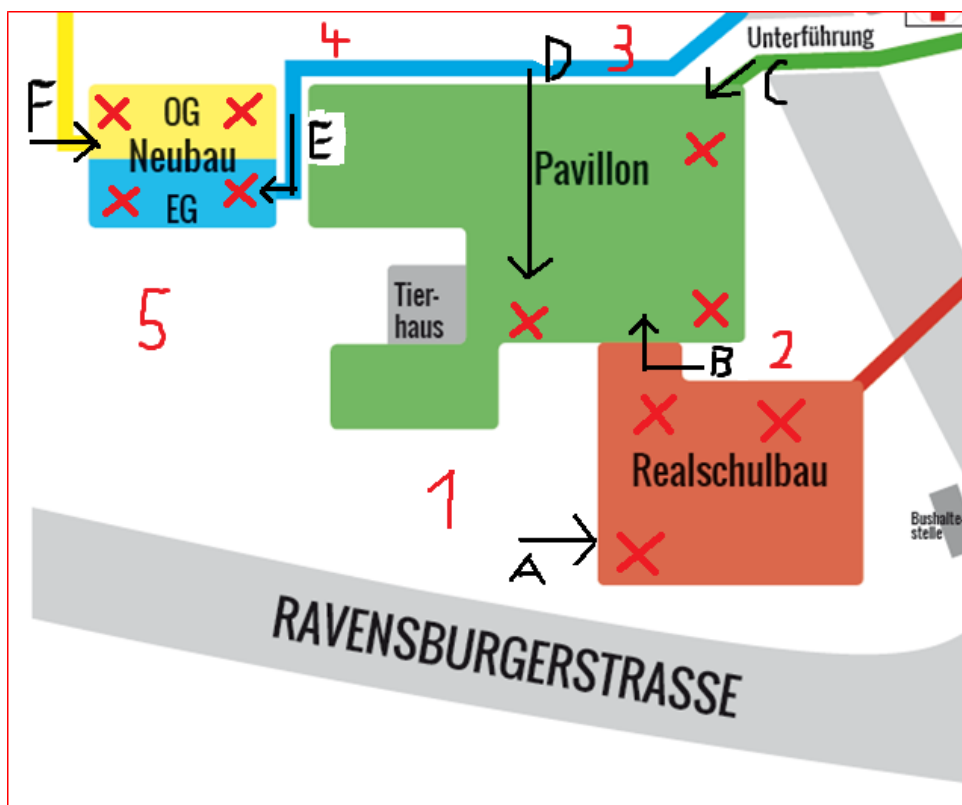 4
3
D
Unterführung
C
F
OG
Neubau
EG
E
Pavillon
Tier-
haus
5
B
2
Realschulbau
1
A
Bushalte-
stelle
RAVENSBURGERSTRASSE